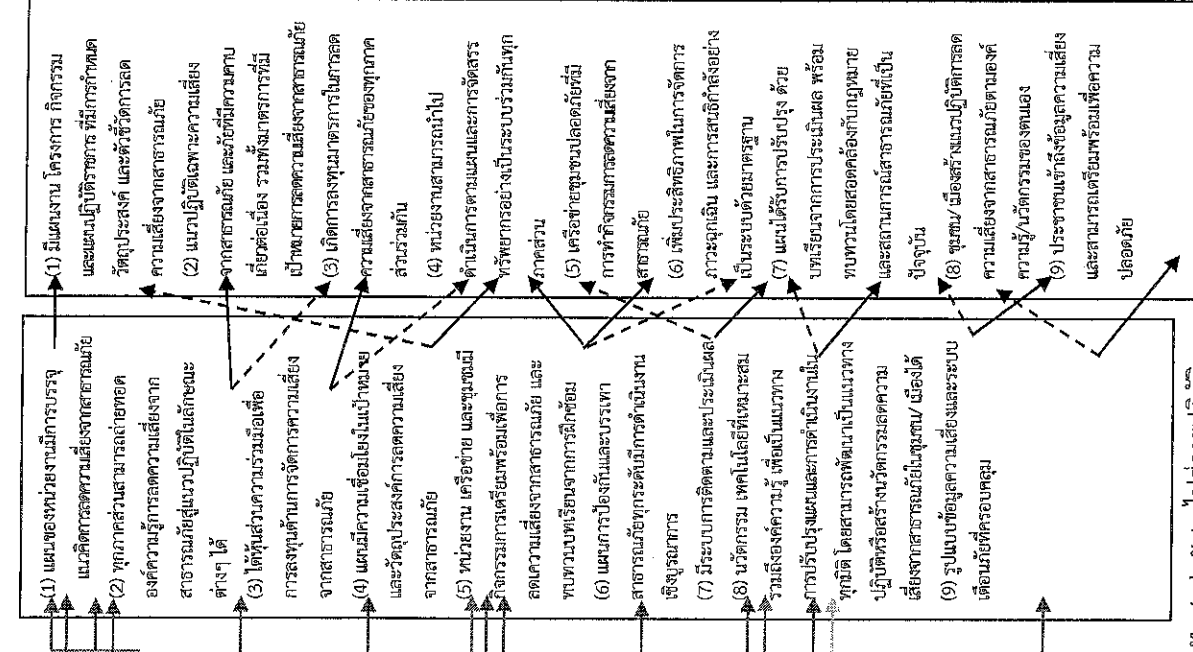 (1) แผนของหน่วยงานมีการบรรจุ
แนวคิดการลดความเสี่ยงจากสาธารณภัย
(2) ทุกภาคส่วนสามารถถ่ายทอด
องค์ความรู้การลดความเสี่ยงจาก
สาธารณภัยสู่แนวปฏิบัติในลักษณะ
ต่างๆ ได้
(3) ได้หุ้นส่วนความร่วมมือเพื่อ
การลงทุนด้านการจัดการความเสี่ยง
จากสาธารณภัย
(4) แผนมีความเชื่อมโยงในเป้าหมาย
และวัตถุประสงค์การลดความเสี่ยง
จากสาธารณภัย
(5) หน่วยงาน เครือข่าย และชุมชนมี
กิจกรรมการเตรียมพร้อมเพื่อการ
ลดความเสี่ยงจากสาธารณภัย และ
ทบทวนบทเรียนจากการฝึกซ้อม
(6) แผนการป้องกันและบรรเทา
สาธารณภัยทุกระดับมีการดำเนินงาน
เชิงบูรณาการ
(7) มีระบบการติดตามและประเมินผล
(8) นวัตกรรม เทคโนโลยีที่เหมาะสม
รวมถึงองค์ความรู้ เพื่อเป็นแนวทาง
การปรับปรุงแผนและการดำเนินงานใน
ทุกมิติ โดยสามารถพัฒนาเป็นแนวทาง
ปฏิบัติหรือสร้างนวัตกรรมลดความ
เสี่ยงจากสาธารณภัยในชุมชน/ เมืองได้
(9) รูปแบบข้อมูลความเสี่ยงและระบบ
เตือนภัยที่ครอบคลุม
(1) มีแผนงาน โครงการ กิจกรรม
และแผนปฏิบัติราชการ ที่มีการกำหนด
วัตถุประสงค์ และตัวชี้วัดการลด
ความเสี่ยงจากสาธารณภัย
(2) แนวปฏิบัติเฉพาะความเสี่ยง
จากสาธารณภัย และภัยที่มีความคาบ
เกี่ยวต่อเนื่อง รวมทั้งมาตรการที่มี
เป้าหมายการลดความเสี่ยงจากสาธารณภัย
(3) เกิดการลงทุนมาตรการในการลด
ความเสี่ยงจากสาธารณภัยของทุกภาค
ส่วนร่วมกัน
(4) หน่วยงานสามารถนำไป
ดำเนินการตามแผนและการจัดสรร
ทรัพยากรอย่างเป็นระบบร่วมกันทุก
ภาคส่วน
(5) เครือข่ายชุมชนปลอดภัยที่มี
การทำกิจกรรมการลดความเสี่ยงจาก
สาธารณภัย
(6) เพิ่มประสิทธิภาพในการจัดการ
ภาวะฉุกเฉิน และการสนธิกำลังอย่าง
เป็นระบบด้วยมาตรฐาน
(7) แผนได้รับการปรับปรุง ด้วย
บทเรียนจากการประเมินผล พร้อม
ทบทวนโดยสอดคล้องกับกฎหมาย
และสถานการณ์สาธารณภัยที่เป็น
ปัจจุบัน
(8) ชุมชน/ เมืองสร้างแนวปฏิบัติการลด
ความเสี่ยงจากสาธารณภัยตามองค์
ความรู้/นวัตกรรมของตนเอง
(9) ประชาชนเข้าถึงข้อมูลความเสี่ยง
และสามารถเตรียมพร้อมเพื่อความ
ปลอดภัย